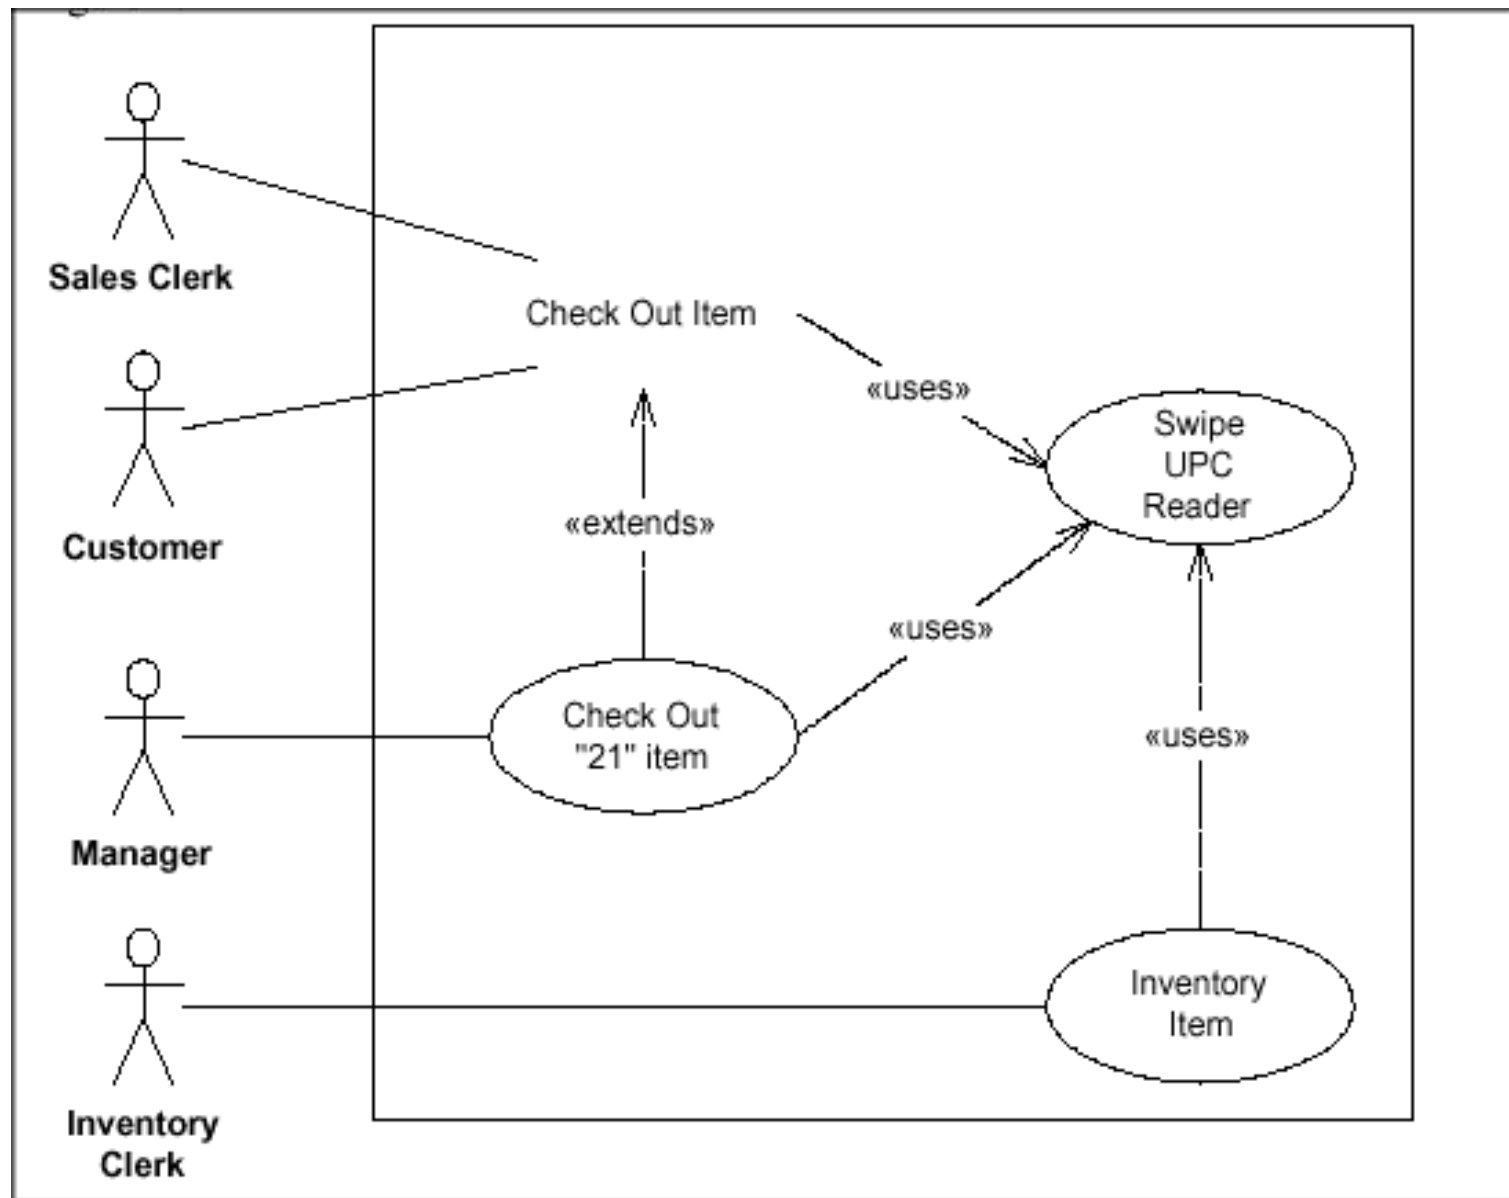 Sales Clerk
Check Out Item
«uses»
Swipe
UPC
Reader
Customer
«extends»
«uses»
Check Out
"21" item
«uses»
Manager
Inventory
Item
Inventory
Clerk